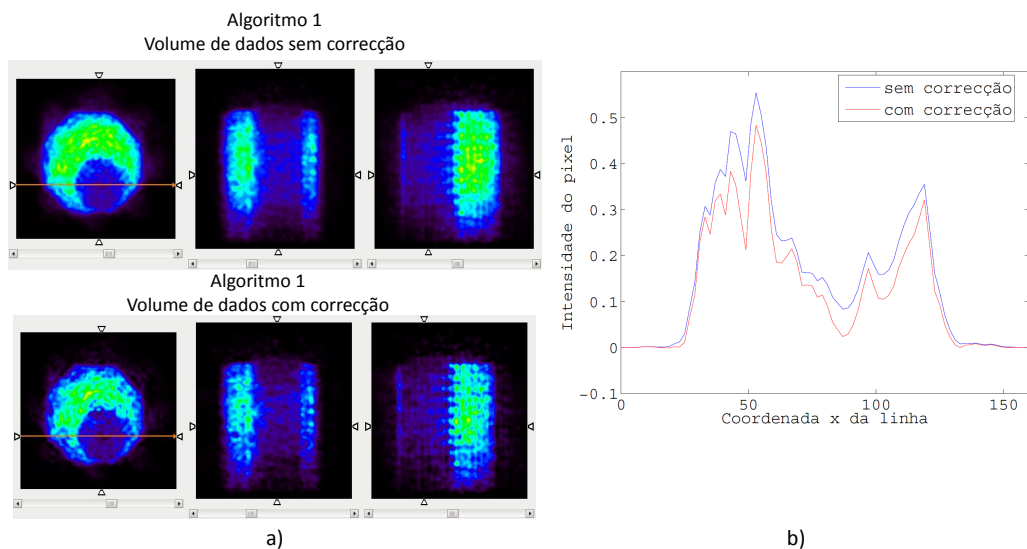 Algoritmo 1
Volume de dados sem correcção
Algoritmo 1
Volume de dados com correcção
a)
sem correcção
com correcção
Intensidade do pixel
0.5
0.4
0.3
0.2
0.1
0
-0.1
0
50
100
150
Coordenada x da linha
b)